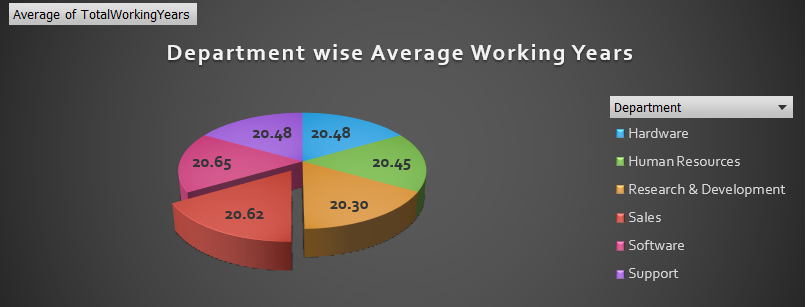 Average of TotalWorkingYears
Department wise Average Working Years
20.48 20.48
20.65 20.45
20.62 20.30
Department
Hardware
Human Resources
Research & Development
Sales
Software
Support